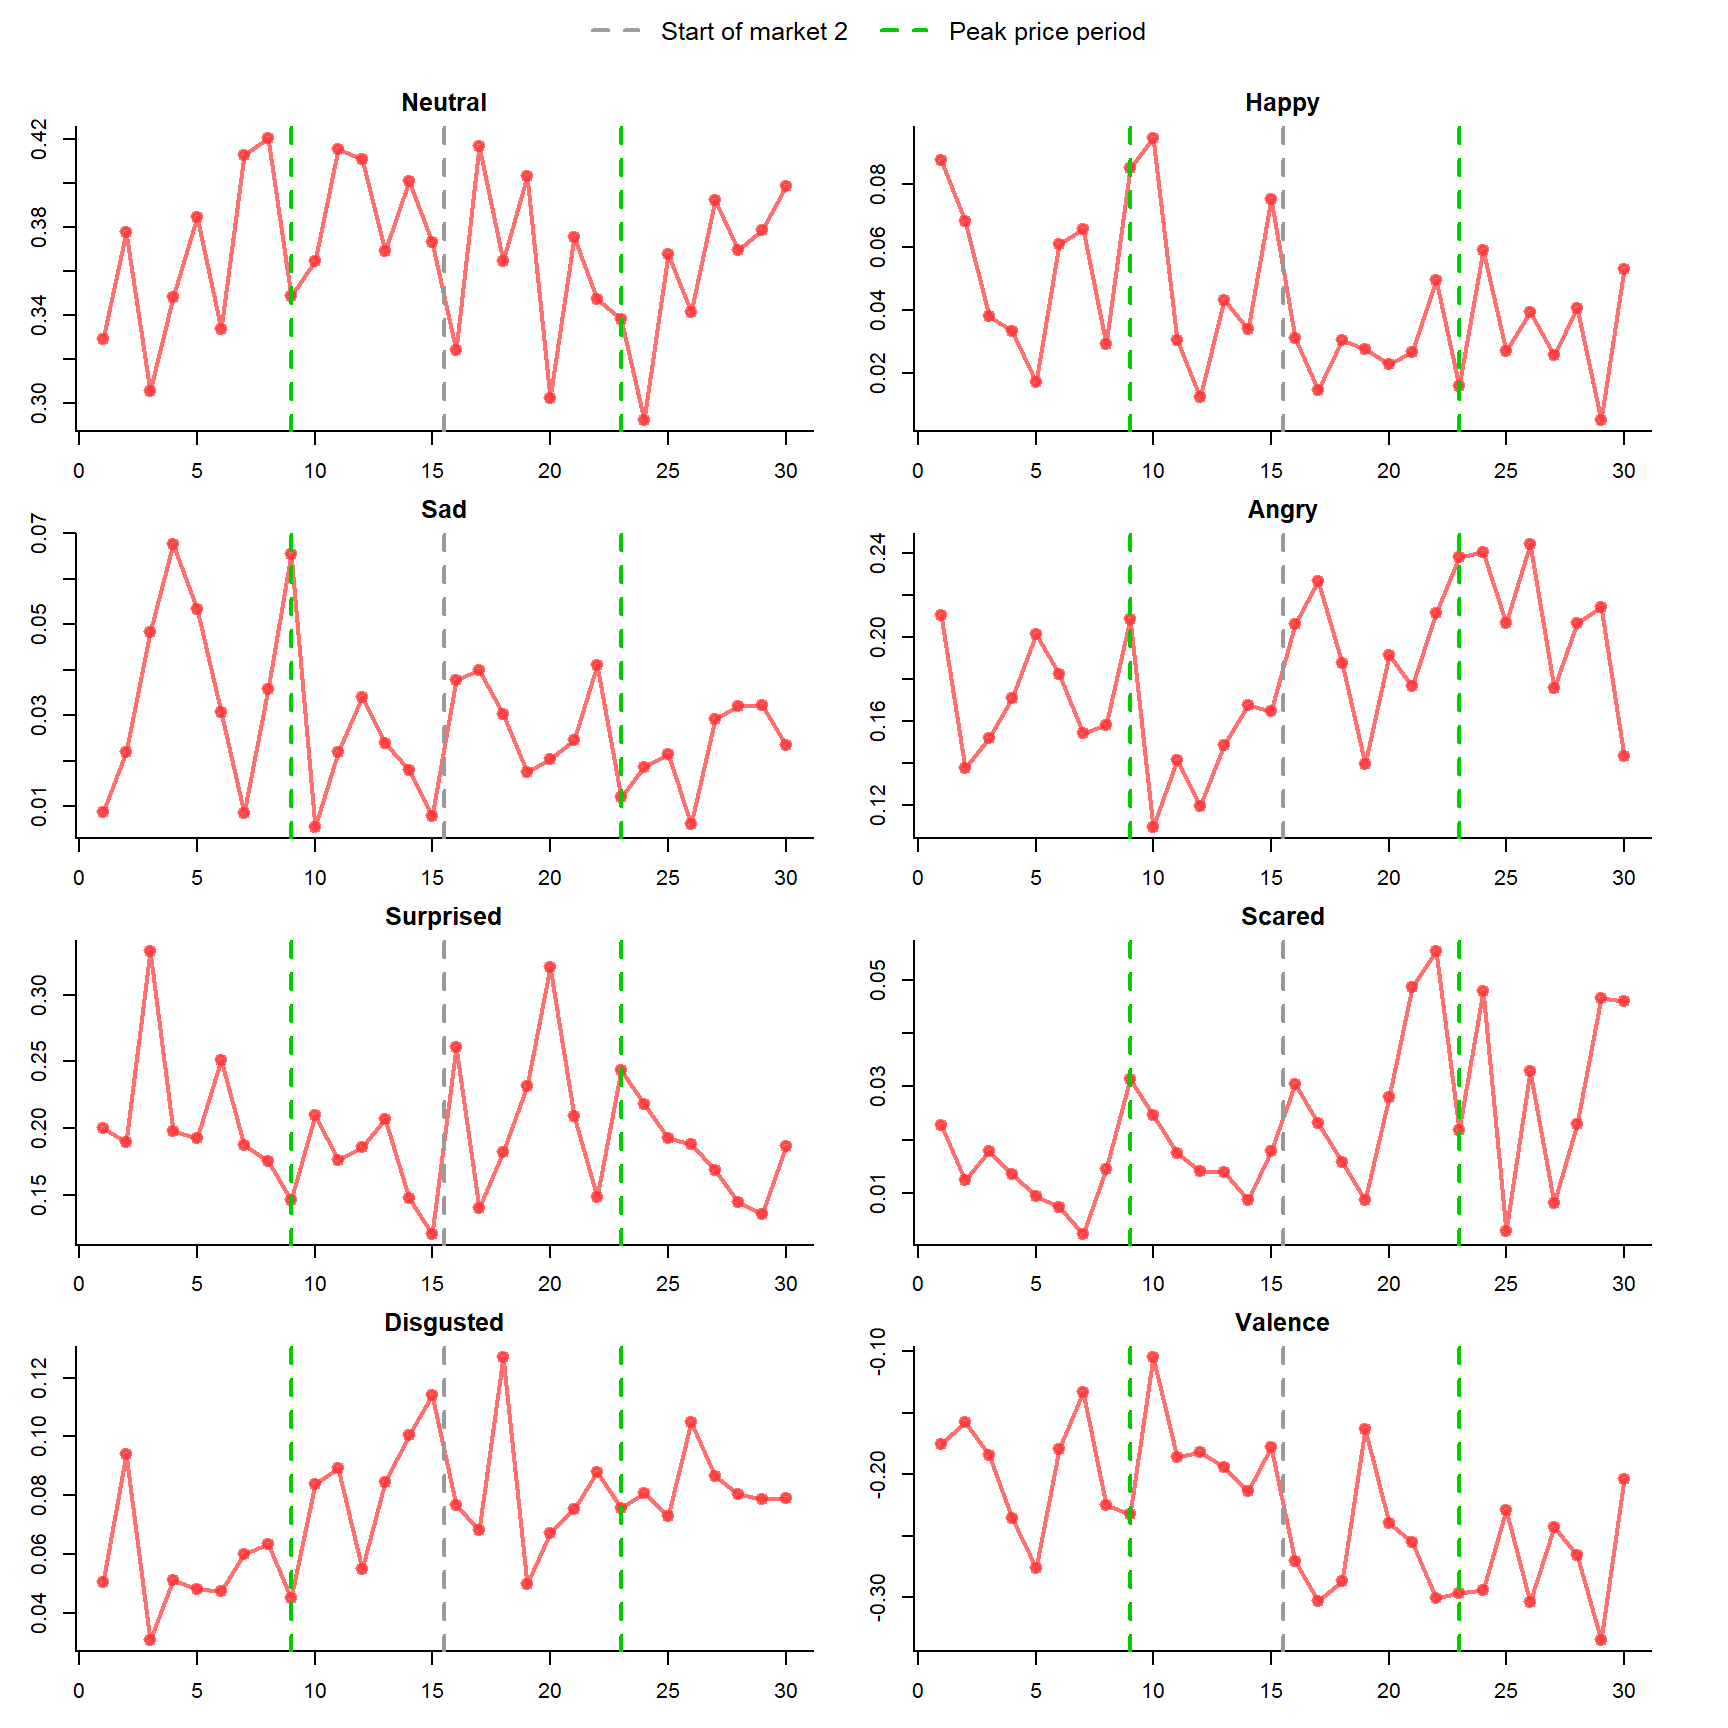 Start of market 2 Peak price period
Neutral Happy
0.42
0.38
0.34
0.30
0 5 10 15 20 25 30
0.08
0.06
0.04
0.02
0 5 10 15 20 25 30
Sad Angry
0.07
0.05
0.03
0.01
0 5 10 15 20 25 30
0.24
0.20
0.16
0.12
0 5 10 15 20 25 30
Surprised Scared
0.30
0.25
0.20
0.15
0 5 10 15 20 25 30
0.05
0.03
0.01
0 5 10 15 20 25 30
Disgusted Valence
0.12
0.10
0.08
0.06
0.04
0 5 10 15 20 25 30
-0.10
-0.20
-0.30
0 5 10 15 20 25 30